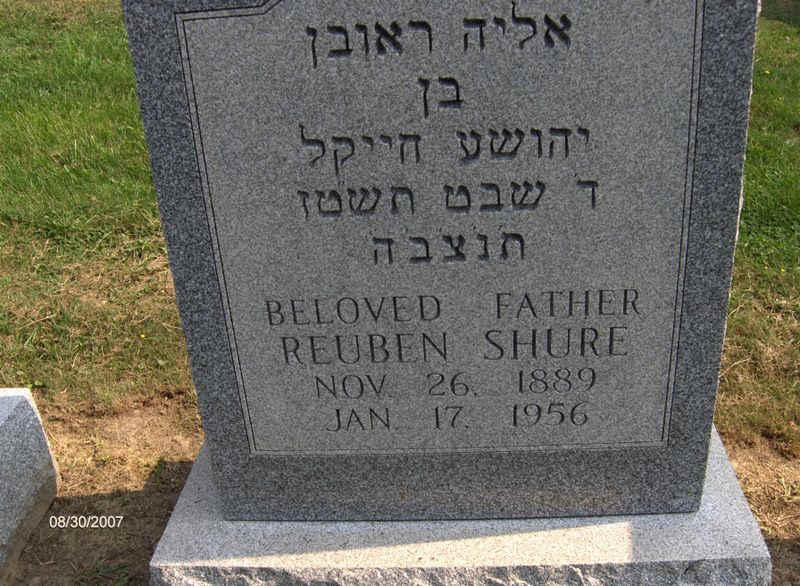 אליה ראובן
בן
יהושע הייקל
ד' שבט תשטז
ת'נ'צ'ב'ה
BELOVED FATHER
REUBEN SHURE
NOV. 26. 1889
JAN. 17. 1956
08/30/2007